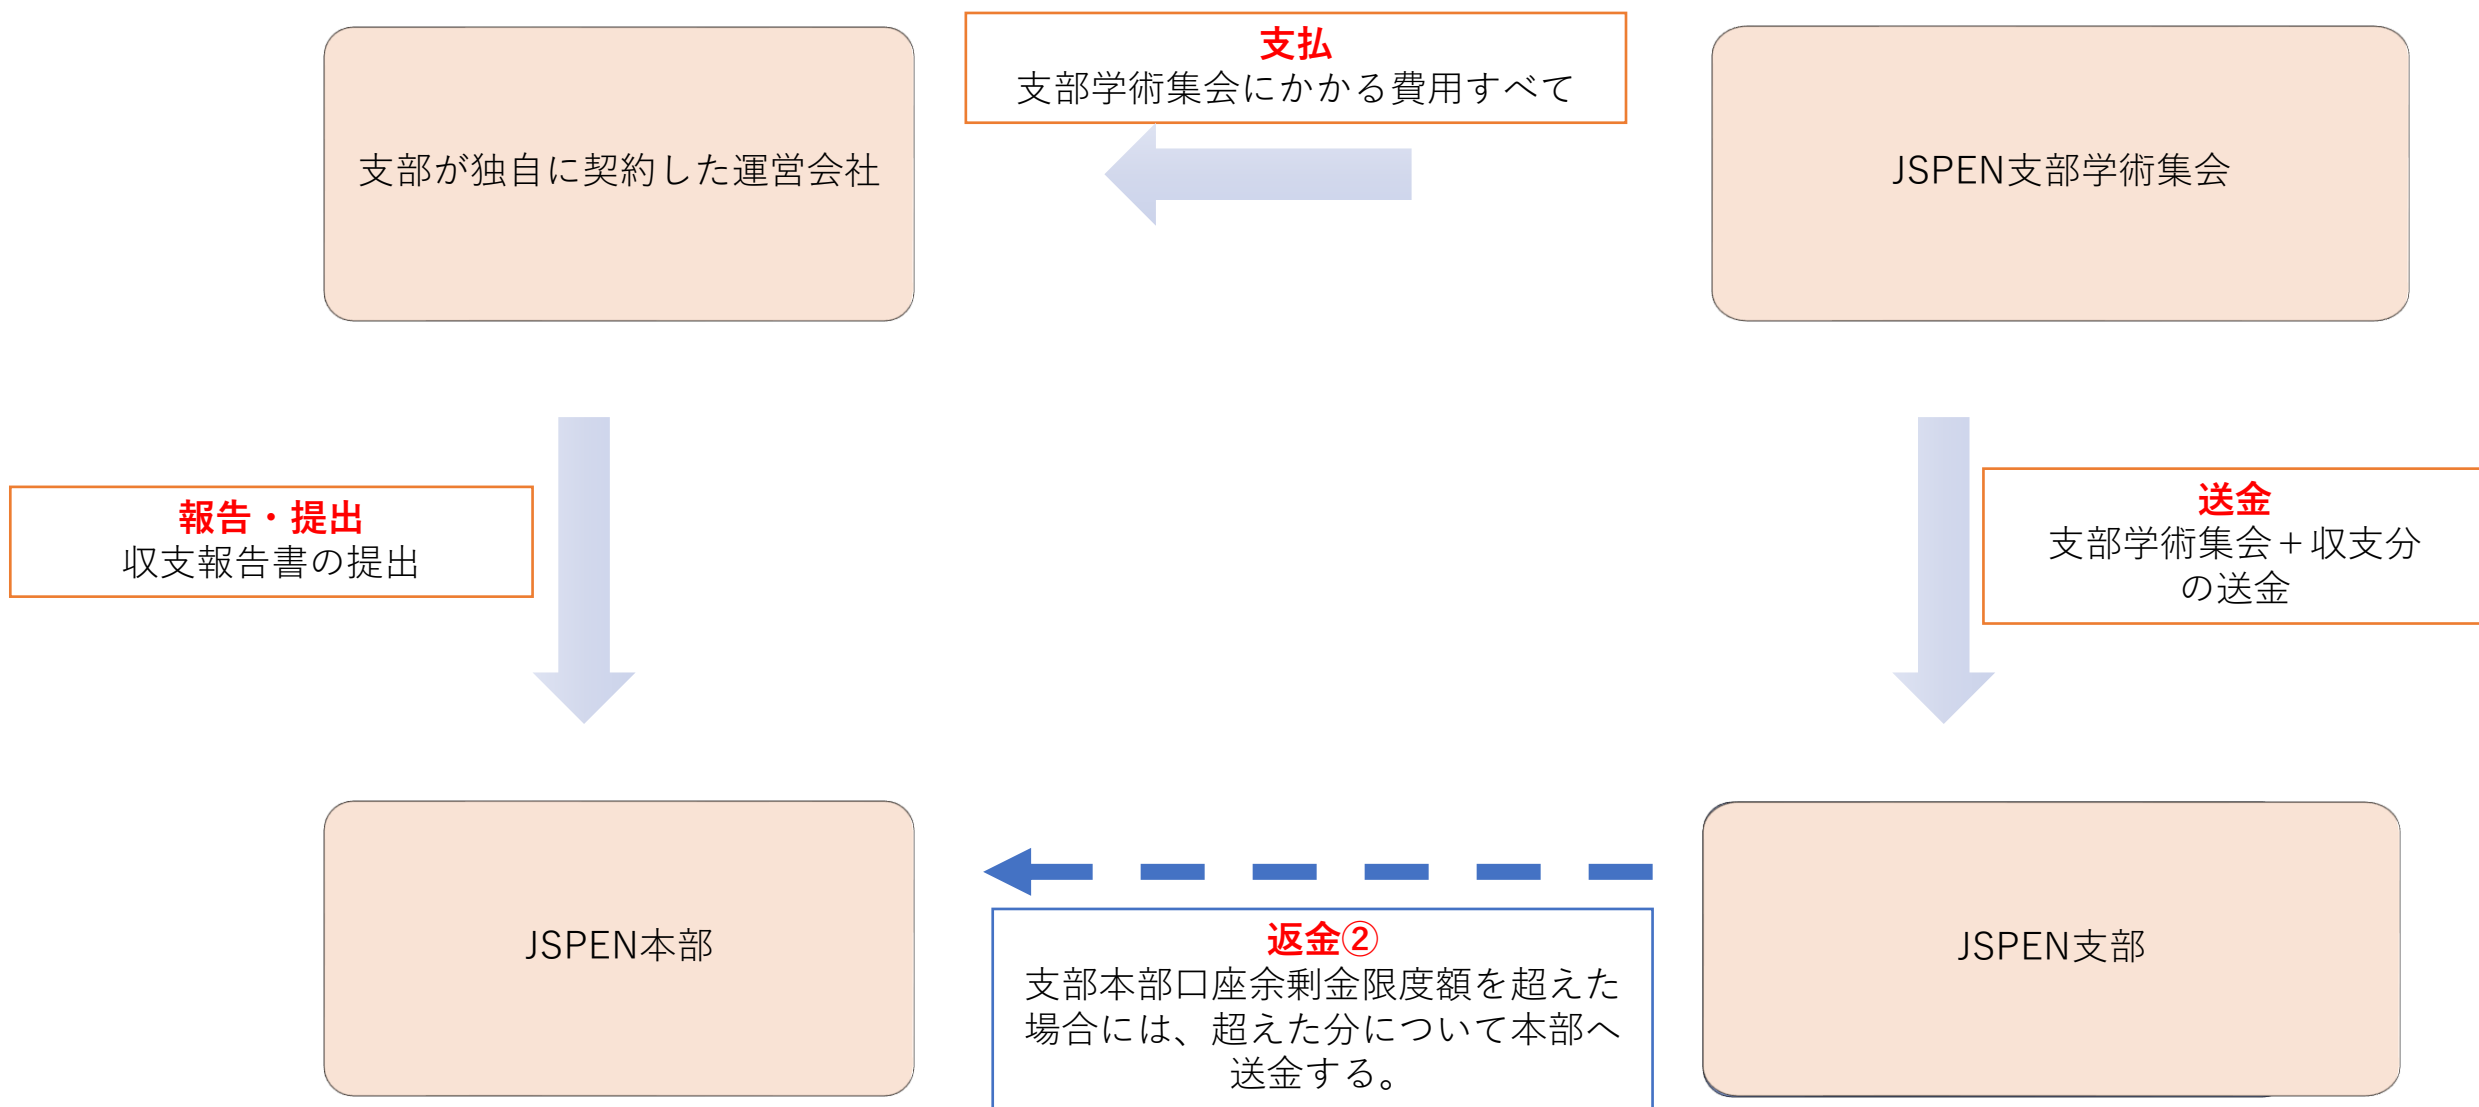 支払
支部学術集会にかかる費用すべて
支部が独自に契約した運営会社
JSPEN支部学術集会
報告・提出
収支報告書の提出
送金
支部学術集会+収支分
の送金
JSPEN本部
返金②
支部本部口座余剰金限度額を超えた
場合には、超えた分について本部へ
送金する。
JSPEN支部